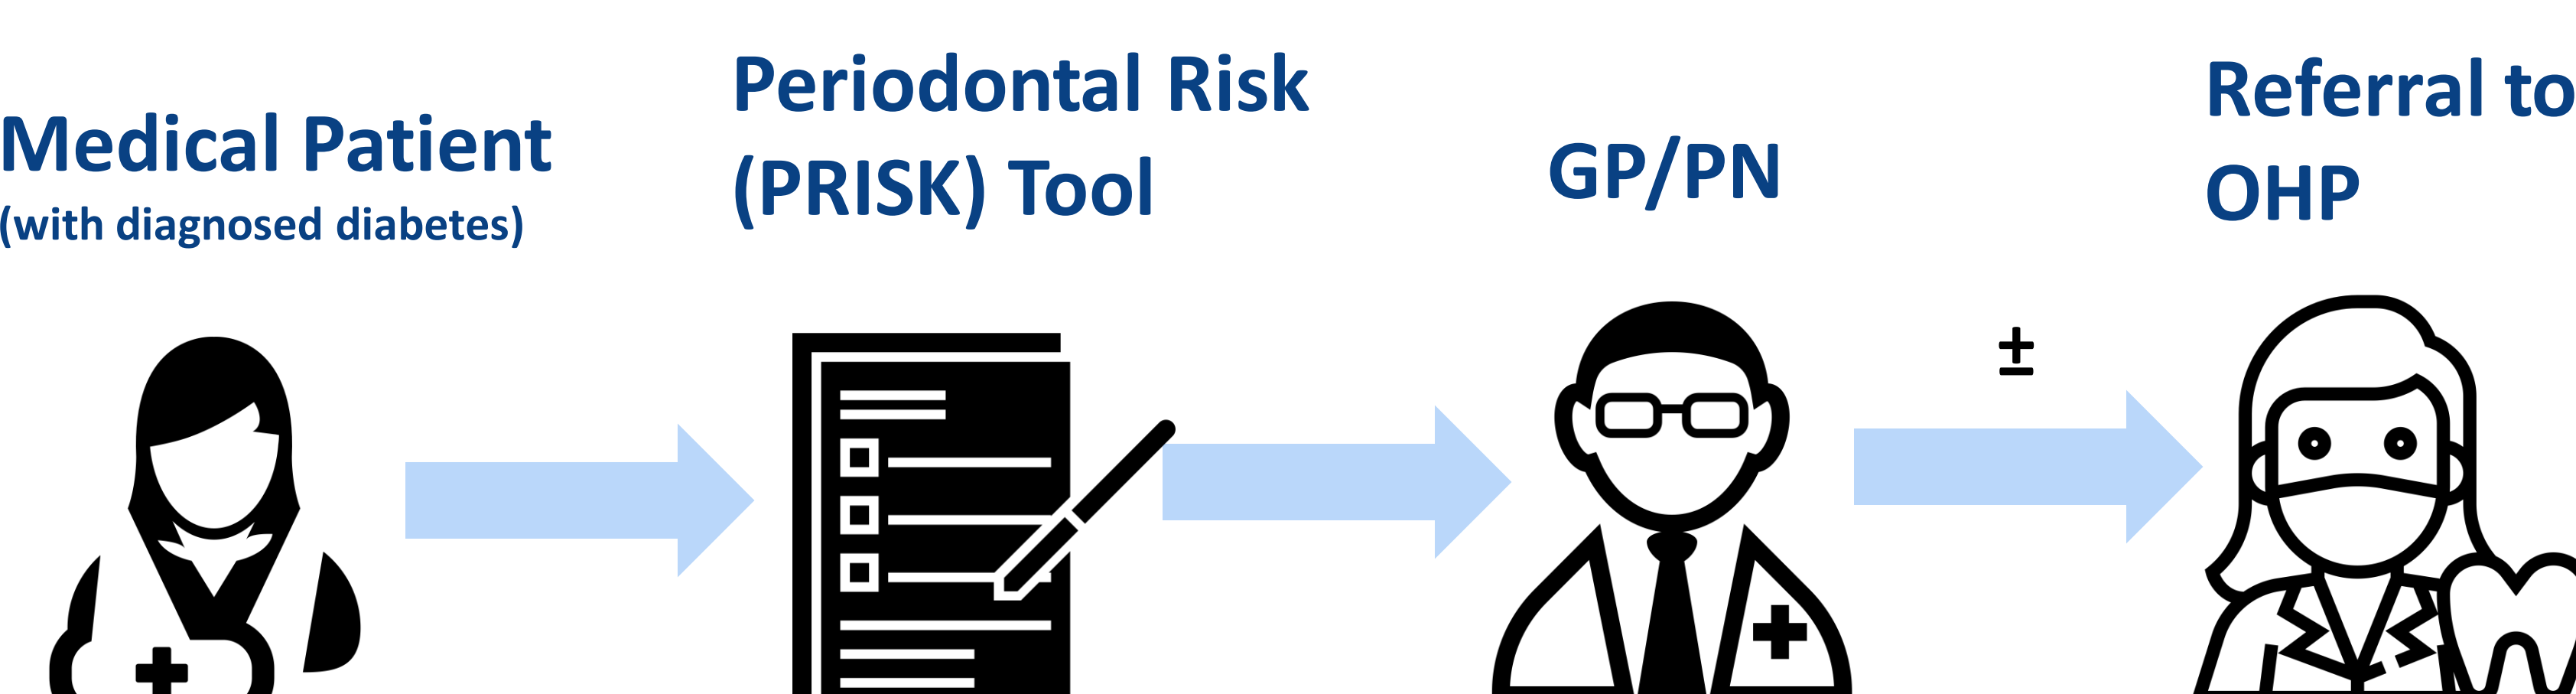 Medical Patient
(with diagnosed diabetes)
Periodontal Risk
(PRISK) Tool
GP/PN
±
Referral to
OHP